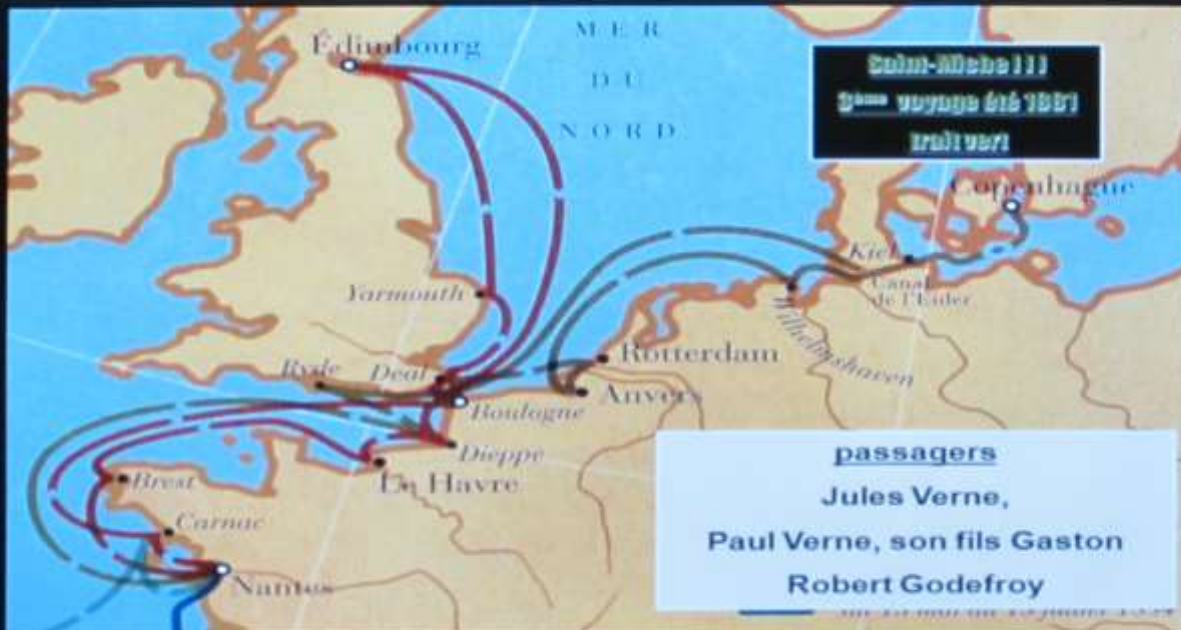 Édimbourg
MER
DU
NORD
Saint-Miche I I I
3ème voyage été 1881
trait vert
Copenhague
Kiel
Canal
de l'Eider
Wilhelmshaven
Yarmouth
Rotterdam
Ryde
Deal
Anvers
Boulogne
Dieppe
Le Havre
Brest
Carnac
Nantes
passagers
Jules Verne,
Paul Verne, son fils Gaston
Robert Godefroy
juillet